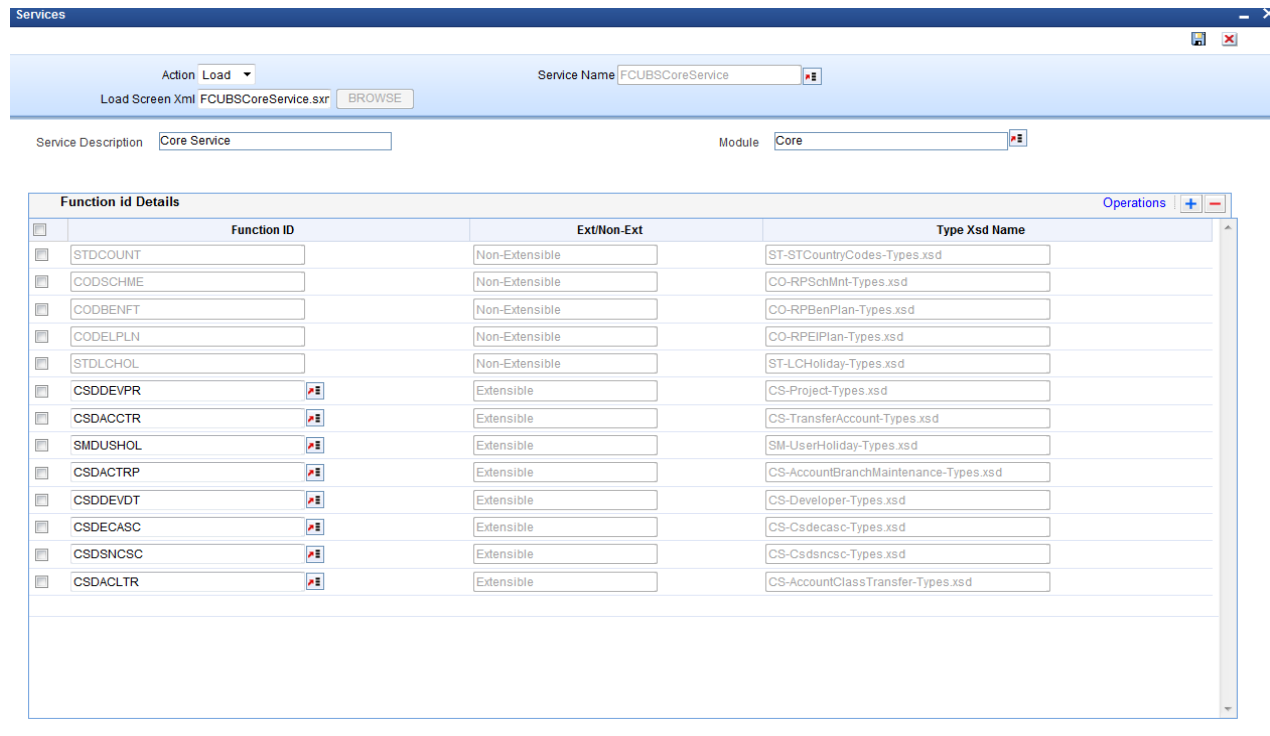 Services
Action Load
Service Name FCUBSCoreService
Load Screen Xml FCUBSCoreService.sxr BROWSE
Service Description Core Service
Module Core
Function id Details Operations
Function ID Ext/Non-Ext Type Xsd Name
STDCOUNT Non-Extensible ST-STCountryCodes-Types.xsd
CODSCHME Non-Extensible CO-RPSchMnt-Types.xsd
CODBENFT Non-Extensible CO-RPBenPlan-Types.xsd
CODELPLN Non-Extensible CO-RPElPlan-Types.xsd
STDLCHOL Non-Extensible ST-LCHoliday-Types.xsd
CSDDEVPR Extensible CS-Project-Types.xsd
CSDACCTR Extensible CS-TransferAccount-Types.xsd
SMDUSHOL Extensible SM-UserHoliday-Types.xsd
CSDACTRP Extensible CS-AccountBranchMaintenance-Types.xsd
CSDDEVDT Extensible CS-Developer-Types.xsd
CSDECASC Extensible CS-Csdecasc-Types.xsd
CSDSNCSC Extensible CS-Csdsncsc-Types.xsd
CSDACLTR Extensible CS-AccountClassTransfer-Types.xsd